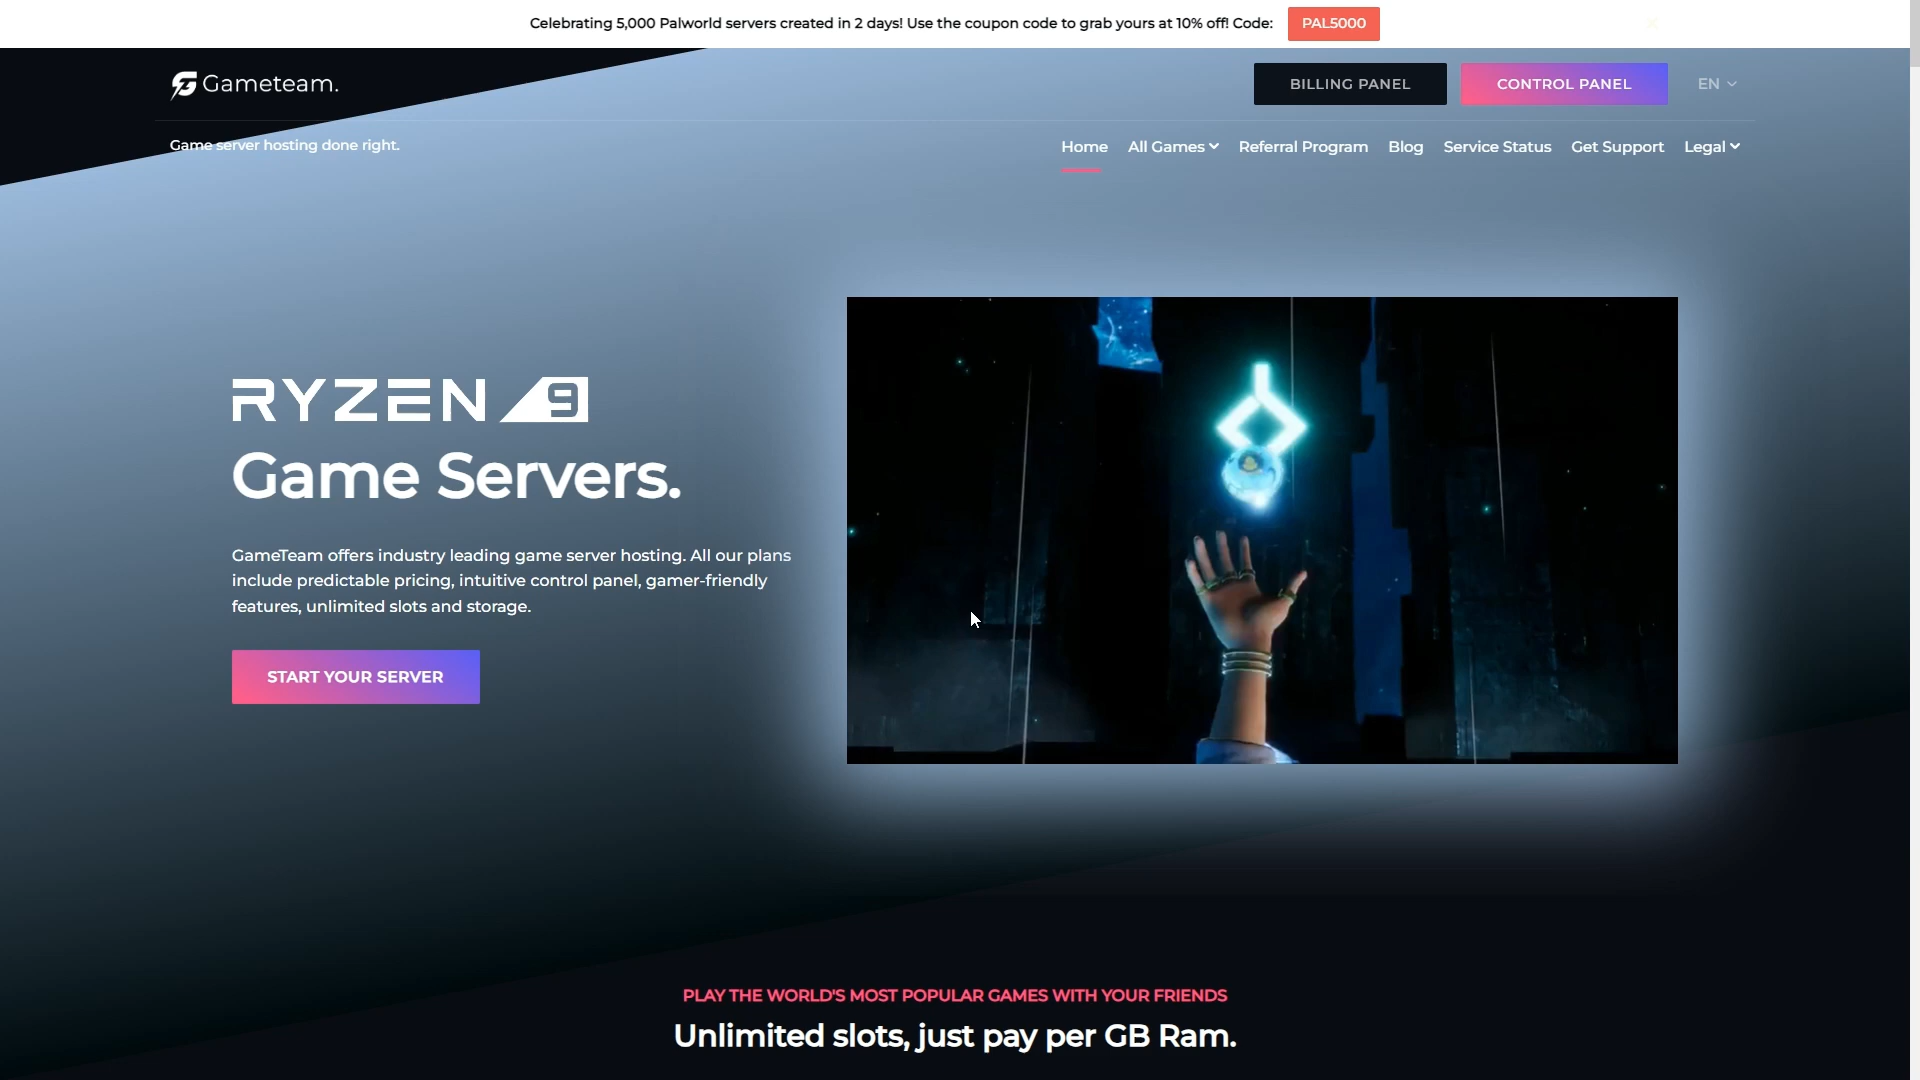 Celebrating 5,000 Palworld servers created in 2 days! Use the coupon code to grab yours at 10% off! Code: PAL5000
Gameteam.
BILLING PANEL
CONTROL PANEL
EN
Game server hosting done right.
Home
All Games
Referral Program
Blog
Service Status
Get Support
Legal
RYZEN 9
Game Servers.
GameTeam offers industry leading game server hosting. All our plans
include predictable pricing, intuitive control panel, gamer-friendly
features, unlimited slots and storage.
START YOUR SERVER
PLAY THE WORLD'S MOST POPULAR GAMES WITH YOUR FRIENDS
Unlimited slots, just pay per GB Ram.